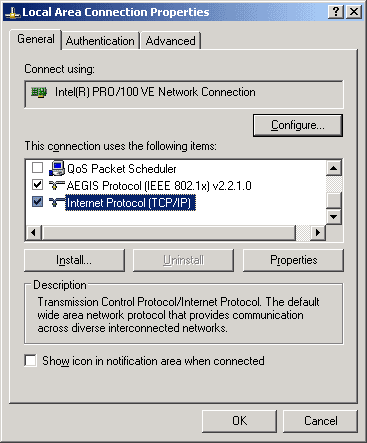 Local Area Connection Properties
General Authentication Advanced
Connect using:
Intel(R) PRO/100 VE Network Connection
Configure...
This connection uses the following items:
QoS Packet Scheduler
AEGIS Protocol (IEEE 802.1x) v2.2.1.0
Internet Protocol (TCP/IP)
Install... Uninstall Properties
Description
Transmission Control Protocol/Internet Protocol. The default
wide area network protocol that provides communication
across diverse interconnected networks.
Show icon in notification area when connected
OK Cancel